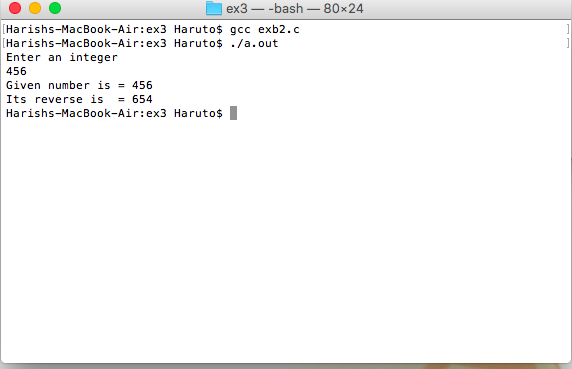 ex3 — -bash — 80×24
[Harishs-MacBook-Air:ex3 Haruto$ gcc exb2.c ]
[Harishs-MacBook-Air:ex3 Haruto$ ./a.out ]
Enter an integer
456
Given number is = 456
Its reverse is  = 654
Harishs-MacBook-Air:ex3 Haruto$